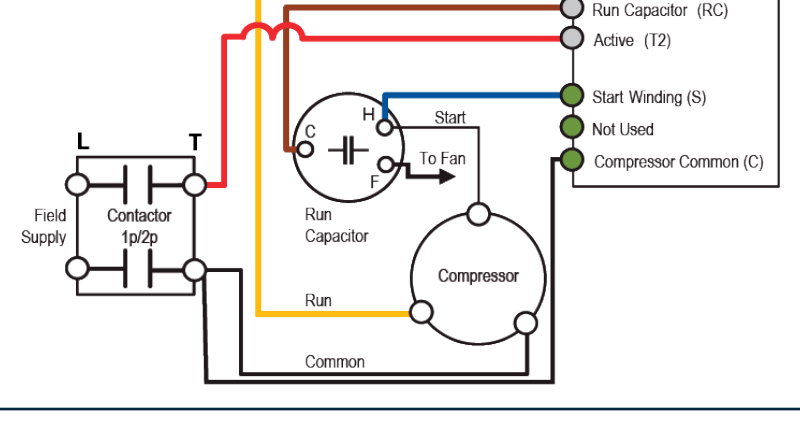 Run Capacitor (RC)
Active (T2)
H
Start
Start Winding (S)
C
Not Used
L
T
To Fan
Compressor Common (C)
F
Field
Supply
Contactor
1p/2p
Run
Capacitor
Compressor
Run
Common